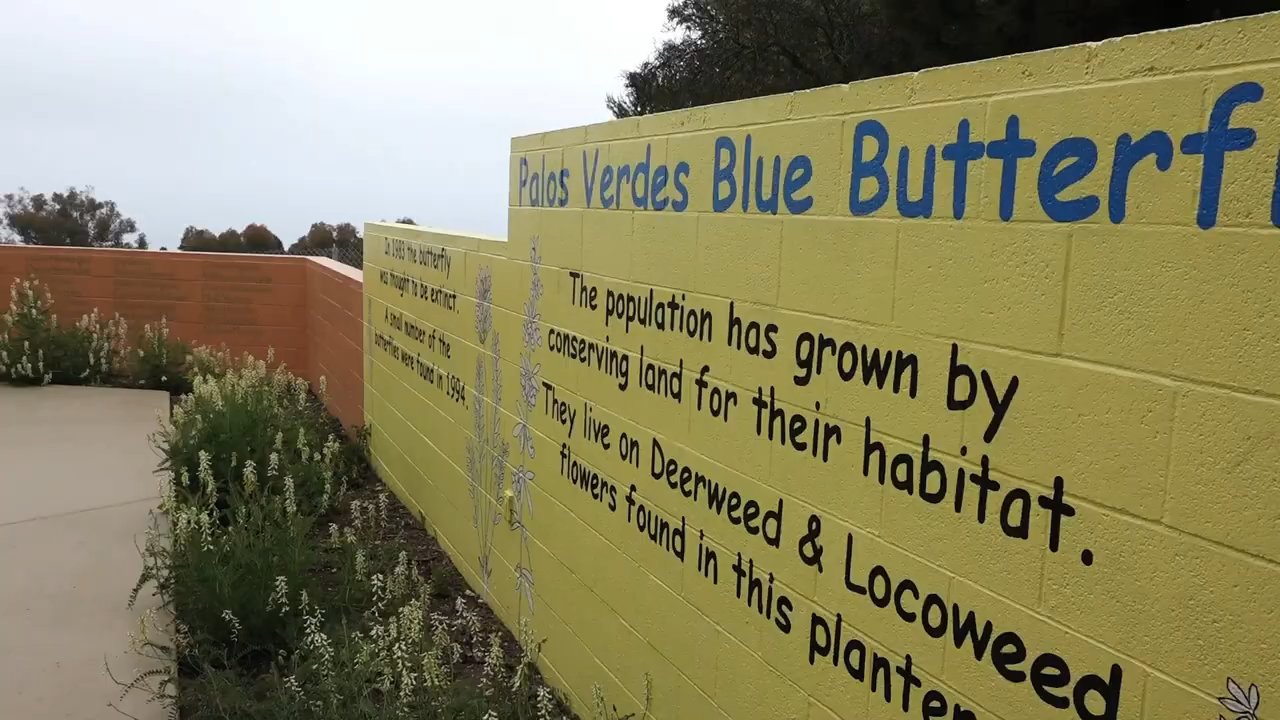 Palos Verdes Blue Butterf
In 1983 the butterfly
was thought to be extinct.
A small number of the
butterflies were found in 1994.
The population has grown by
conserving land for their habitat.
They live on Deerweed & Locoweed
flowers found in this planter